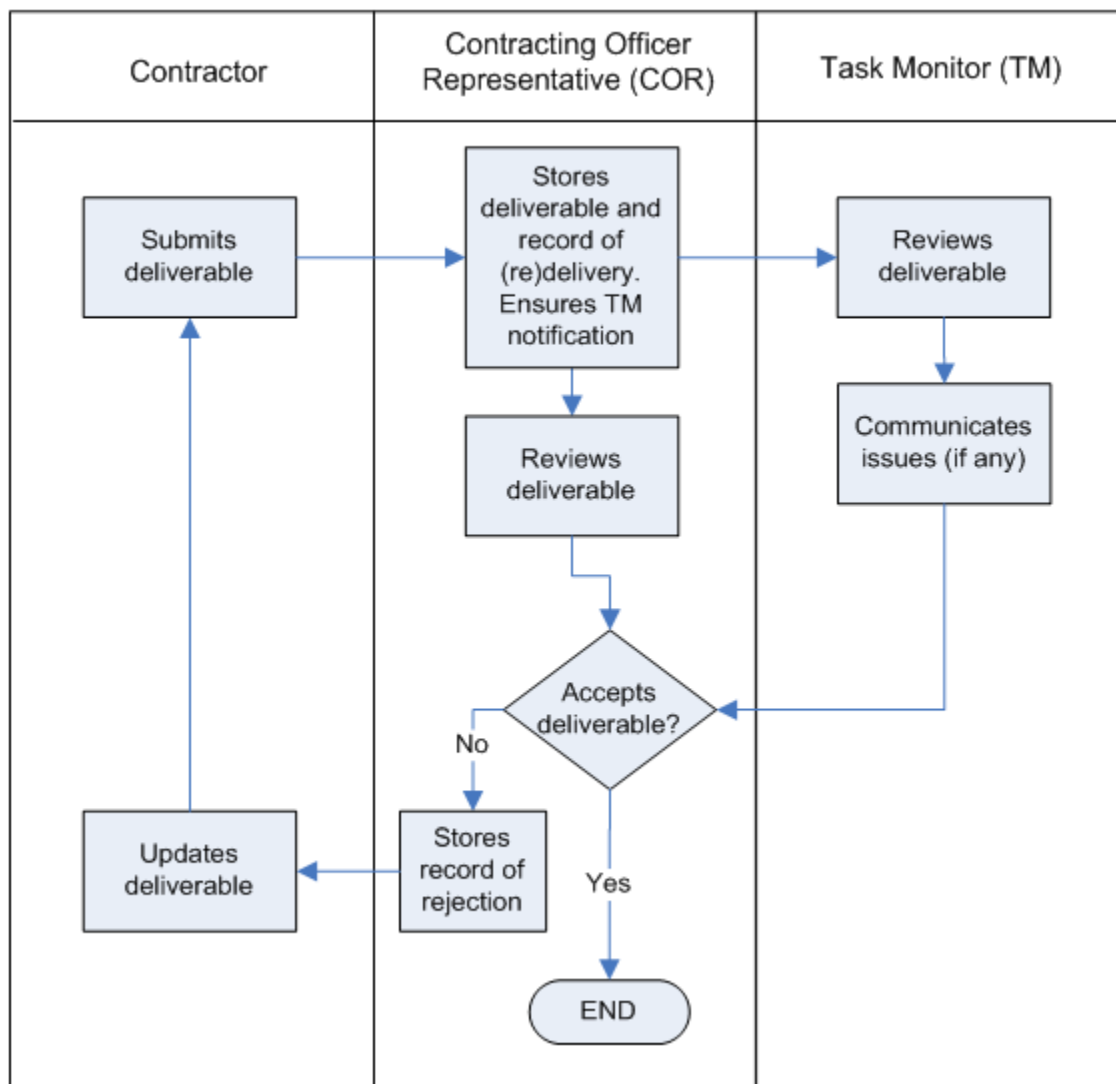 Contractor
Contracting Officer
Representative (COR)
Task Monitor (TM)
Submits
deliverable
Stores
deliverable and
record of
(re)delivery.
Ensures TM
notification
Reviews
deliverable
Reviews
deliverable
Communicates
issues (if any)
Accepts
deliverable?
No
Yes
Stores
record of
rejection
Updates
deliverable
END